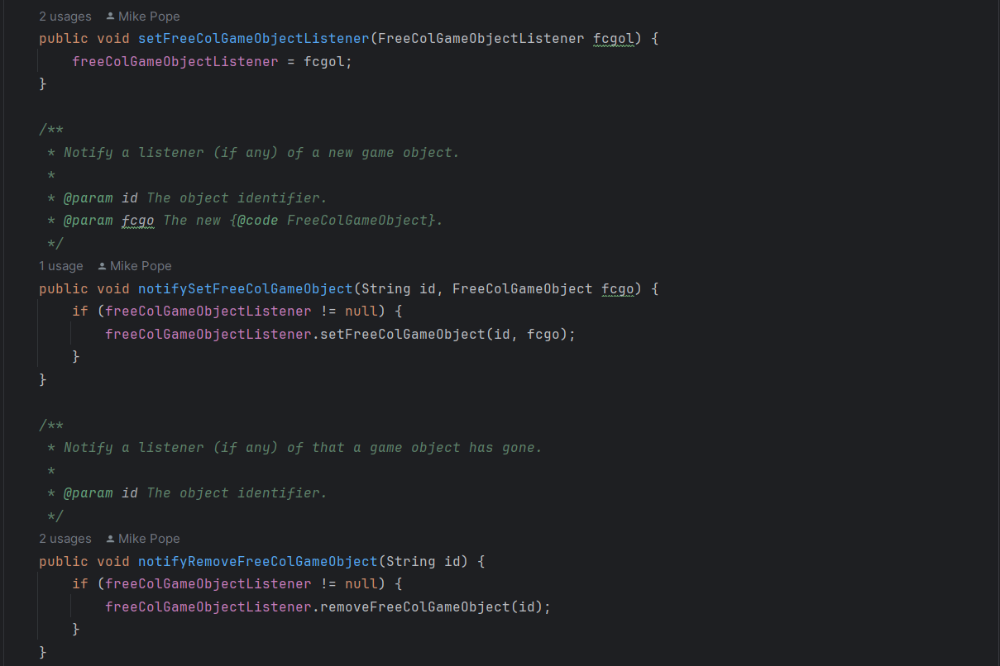 2 usages Mike Pope
public void setFreeColGameObjectListener(FreeColGameObjectListener fcgol) {
    freeColGameObjectListener = fcgol;
}
/**
 * Notify a listener (if any) of a new game object.
 *
 * @param id The object identifier.
 * @param fcgo The new {@code FreeColGameObject}.
 */
1 usage Mike Pope
public void notifySetFreeColGameObject(String id, FreeColGameObject fcgo) {
    if (freeColGameObjectListener != null) {
        freeColGameObjectListener.setFreeColGameObject(id, fcgo);
    }
}
/**
 * Notify a listener (if any) of that a game object has gone.
 *
 * @param id The object identifier.
 */
2 usages Mike Pope
public void notifyRemoveFreeColGameObject(String id) {
    if (freeColGameObjectListener != null) {
        freeColGameObjectListener.removeFreeColGameObject(id);
    }
}